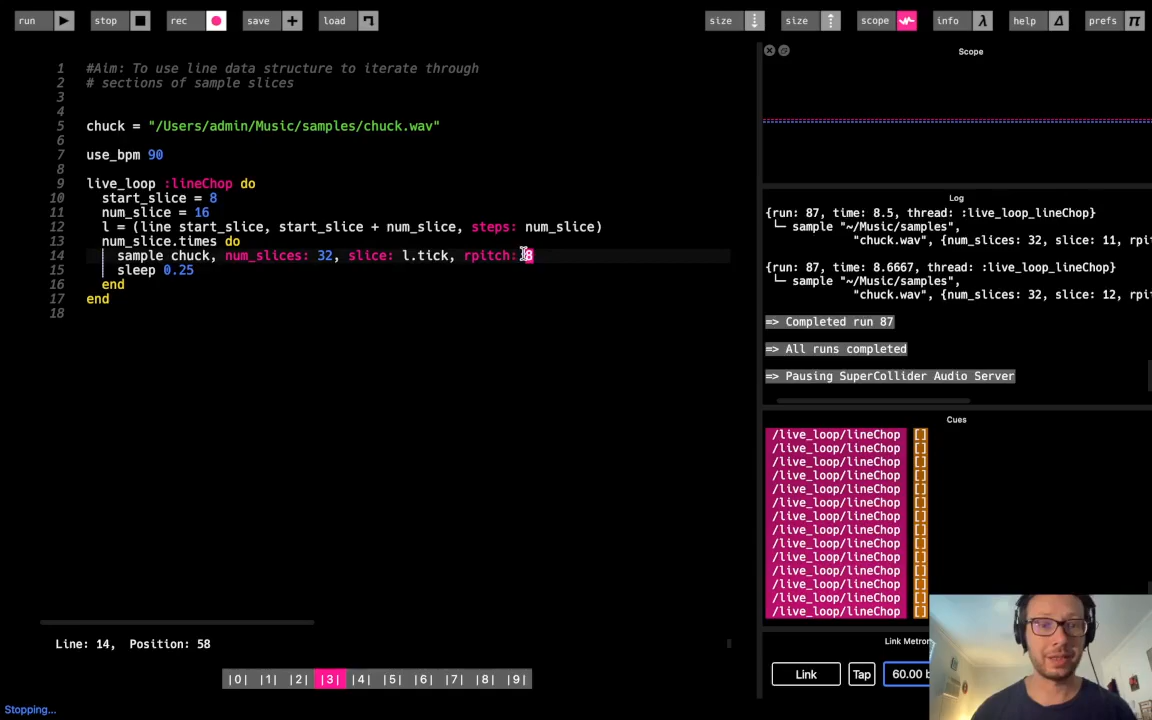 run
stop
rec
save
load
size
size
scope
info
help
prefs
1 #Aim: To use line data structure to iterate through
2 # sections of sample slices
3
4
5 chuck = "/Users/admin/Music/samples/chuck.wav"
6
7 use_bpm 90
8
9 live_loop :lineChop do
10 start_slice = 8
11 num_slice = 16
12 l = (line start_slice, start_slice + num_slice, steps: num_slice)
13 num_slice.times do
14 sample chuck, num_slices: 32, slice: l.tick, rpitch: 8
15 sleep 0.25
16 end
17 end
18
Line: 14, Position: 58
|0| |1| |2| |3| |4| |5| |6| |7| |8| |9|
Stopping...
Scope
Log
{run: 87, time: 8.5, thread: :live_loop_lineChop}
└─ sample "~/Music/samples",
"chuck.wav", {num_slices: 32, slice: 11, rpit
{run: 87, time: 8.6667, thread: :live_loop_lineChop}
└─ sample "~/Music/samples",
"chuck.wav", {num_slices: 32, slice: 12, rpit
=> Completed run 87
=> All runs completed
=> Pausing SuperCollider Audio Server
Cues
/live_loop/lineChop []
/live_loop/lineChop []
/live_loop/lineChop []
/live_loop/lineChop []
/live_loop/lineChop []
/live_loop/lineChop []
/live_loop/lineChop []
/live_loop/lineChop []
/live_loop/lineChop []
/live_loop/lineChop []
/live_loop/lineChop []
/live_loop/lineChop []
/live_loop/lineChop []
/live_loop/lineChop []
Link Metron
Link
Tap
60.00 b